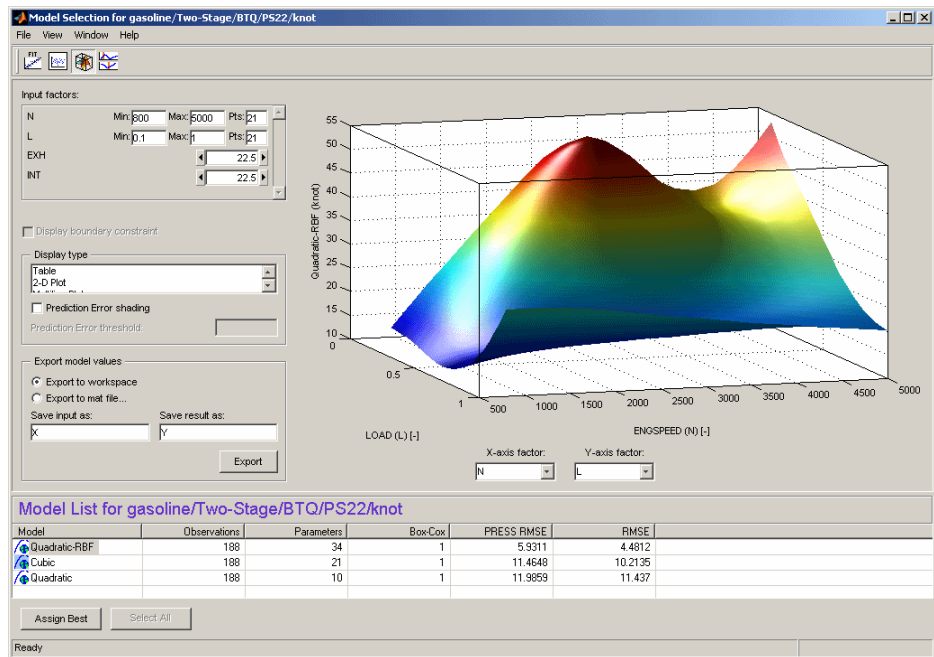 Model Selection for gasoline/Two-Stage/BTQ/PS22/knot
File View Window Help
FIT
Input factors:
N Min: 800 Max: 5000 Pts: 21
L Min: 0.1 Max: 1 Pts: 21
EXH 22.5
INT 22.5
Display boundary constraint
Display type
Table
2-D Plot
Prediction Error shading
Prediction Error threshold:
Export model values
Export to workspace
Export to mat file...
Save input as: Save result as:
X Y
Export
Quadratic-RBF (knot)
55
50
45
40
35
30
25
20
15
10
0
0.5
1
500
1000
1500
2000
2500
3000
3500
4000
4500
5000
LOAD (L) [-]
ENGSPEED (N) [-]
X-axis factor: Y-axis factor:
N L
Model List for gasoline/Two-Stage/BTQ/PS22/knot
Model Observations Parameters Box-Cox PRESS RMSE RMSE
Quadratic-RBF 188 34 1 5.9311 4.4812
Cubic 188 21 1 11.4648 10.2135
Quadratic 188 10 1 11.9859 11.437
Assign Best Select All
Ready